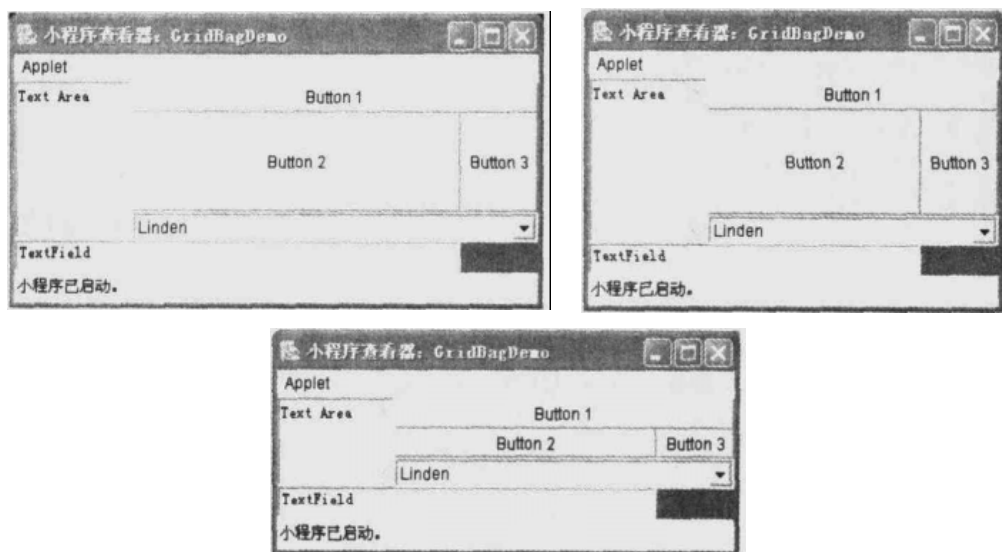 小程序查看器: GridBagDemo
Applet
Text Area
Button 1
Button 2
Button 3
Linden
TextField
小程序已启动。
小程序查看器: GridBagDemo
Applet
Text Area
Button 1
Button 2
Button 3
Linden
TextField
小程序已启动。
小程序查看器: GridBagDemo
Applet
Text Area
Button 1
Button 2
Button 3
Linden
TextField
小程序已启动。